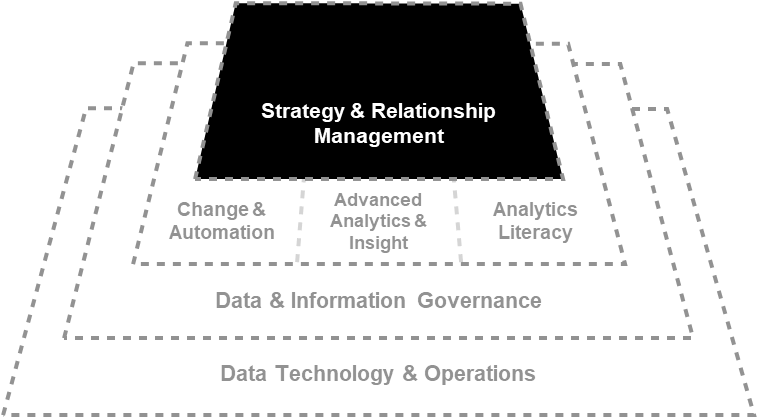 Strategy & Relationship
Management
Change &
Automation
Advanced
Analytics &
Insight
Analytics
Literacy
Data & Information Governance
Data Technology & Operations